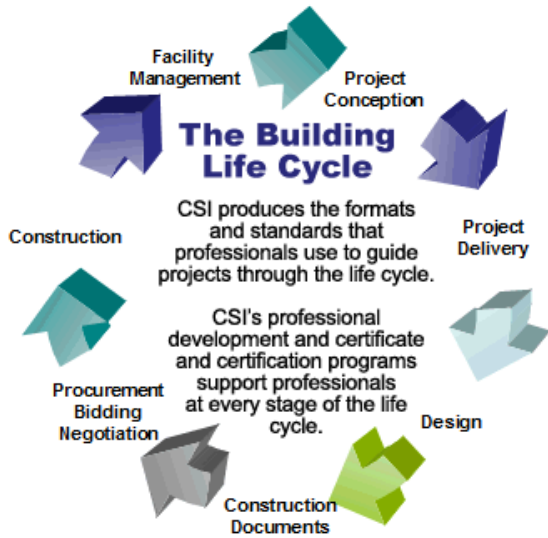 Facility
Management
Project
Conception
The Building
Life Cycle
CSI produces the formats
and standards that
professionals use to guide
projects through the life cycle.
Construction
Project
Delivery
CSI's professional
development and certificate
and certification programs
support professionals
at every stage of the life
cycle.
Procurement
Bidding
Negotiation
Design
Construction
Documents